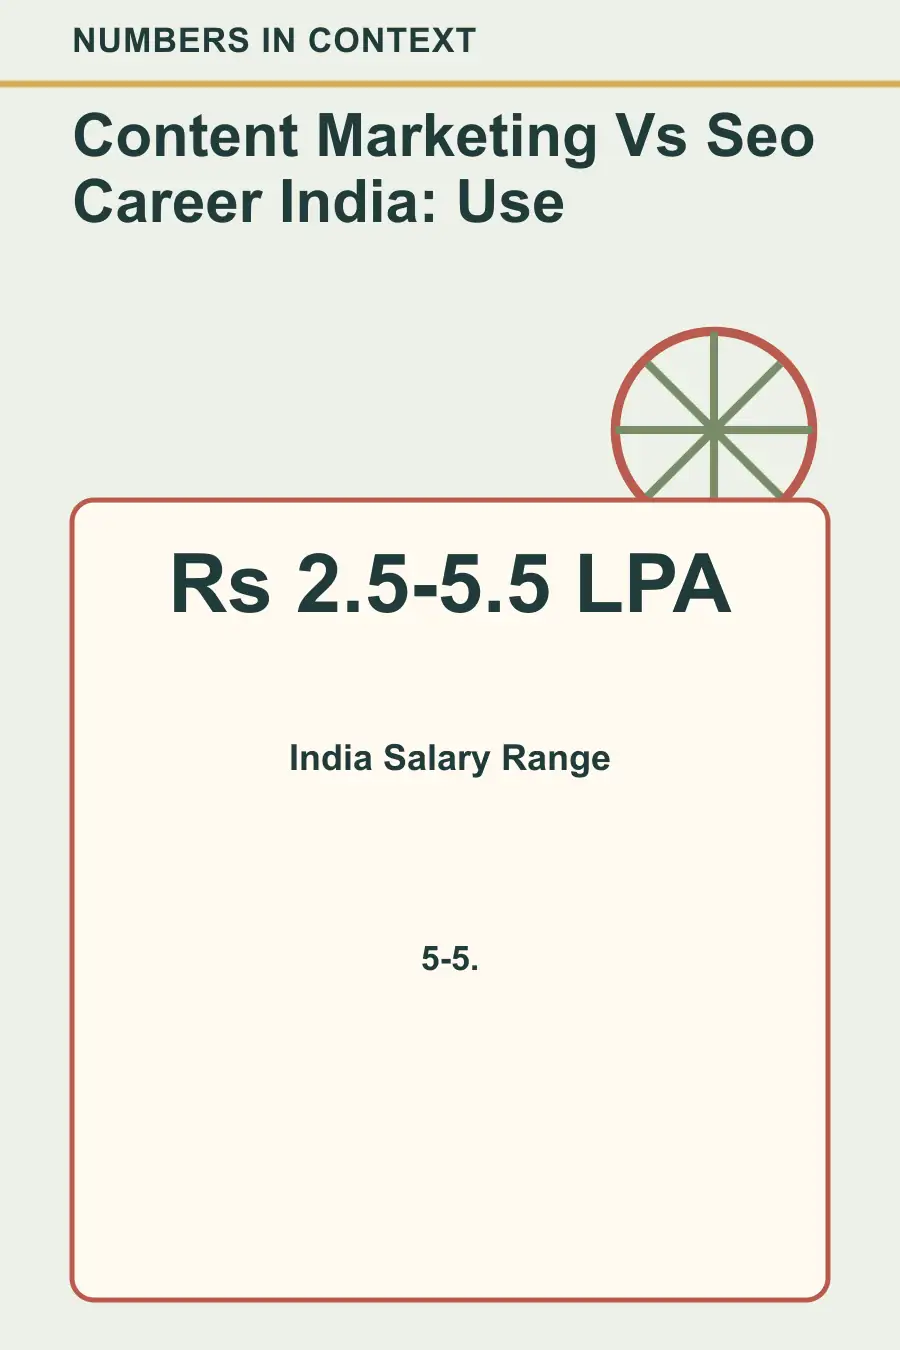 NUMBERS IN CONTEXT
Content Marketing Vs Seo
Career India: Use
Rs 2.5-5.5 LPA
India Salary Range
5-5.